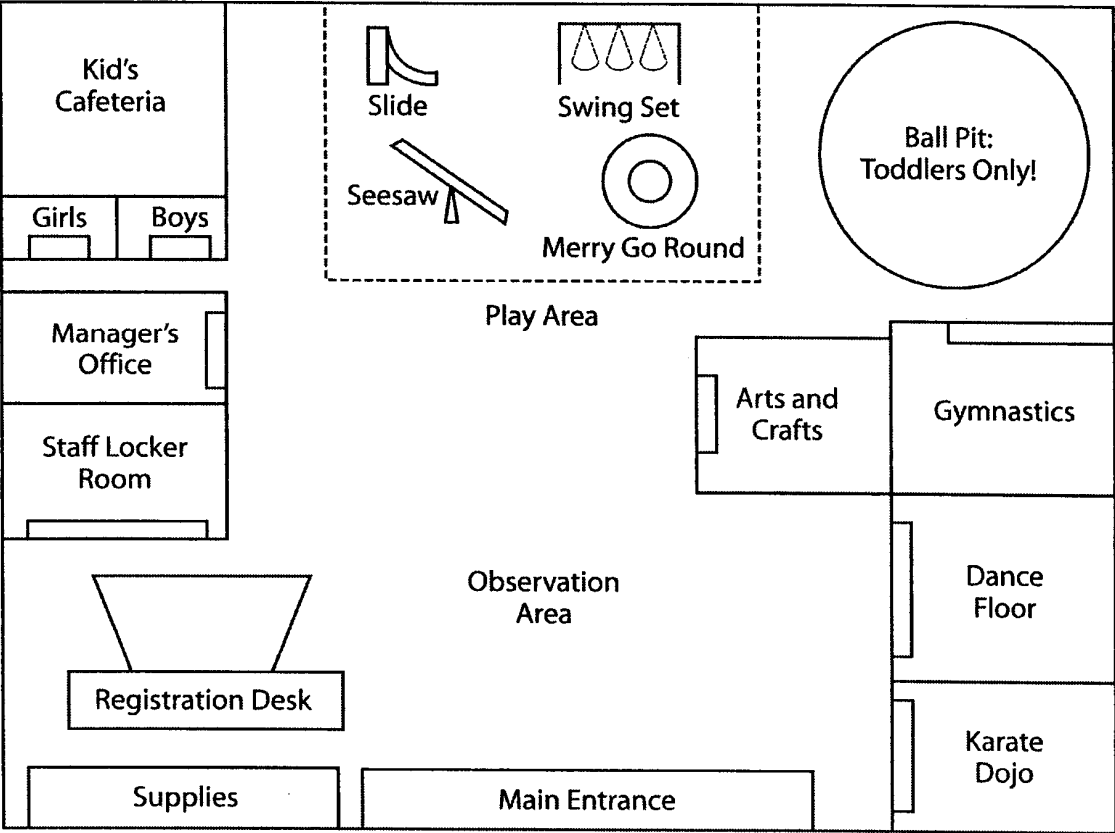 Kid's
Cafeteria
Slide
Swing Set
Ball Pit:
Toddlers Only!
Seesaw
Girls
Boys
Merry Go Round
Play Area
Manager's
Office
Arts and
Crafts
Gymnastics
Staff Locker
Room
Observation
Area
Dance
Floor
Registration Desk
Karate
Dojo
Supplies
Main Entrance